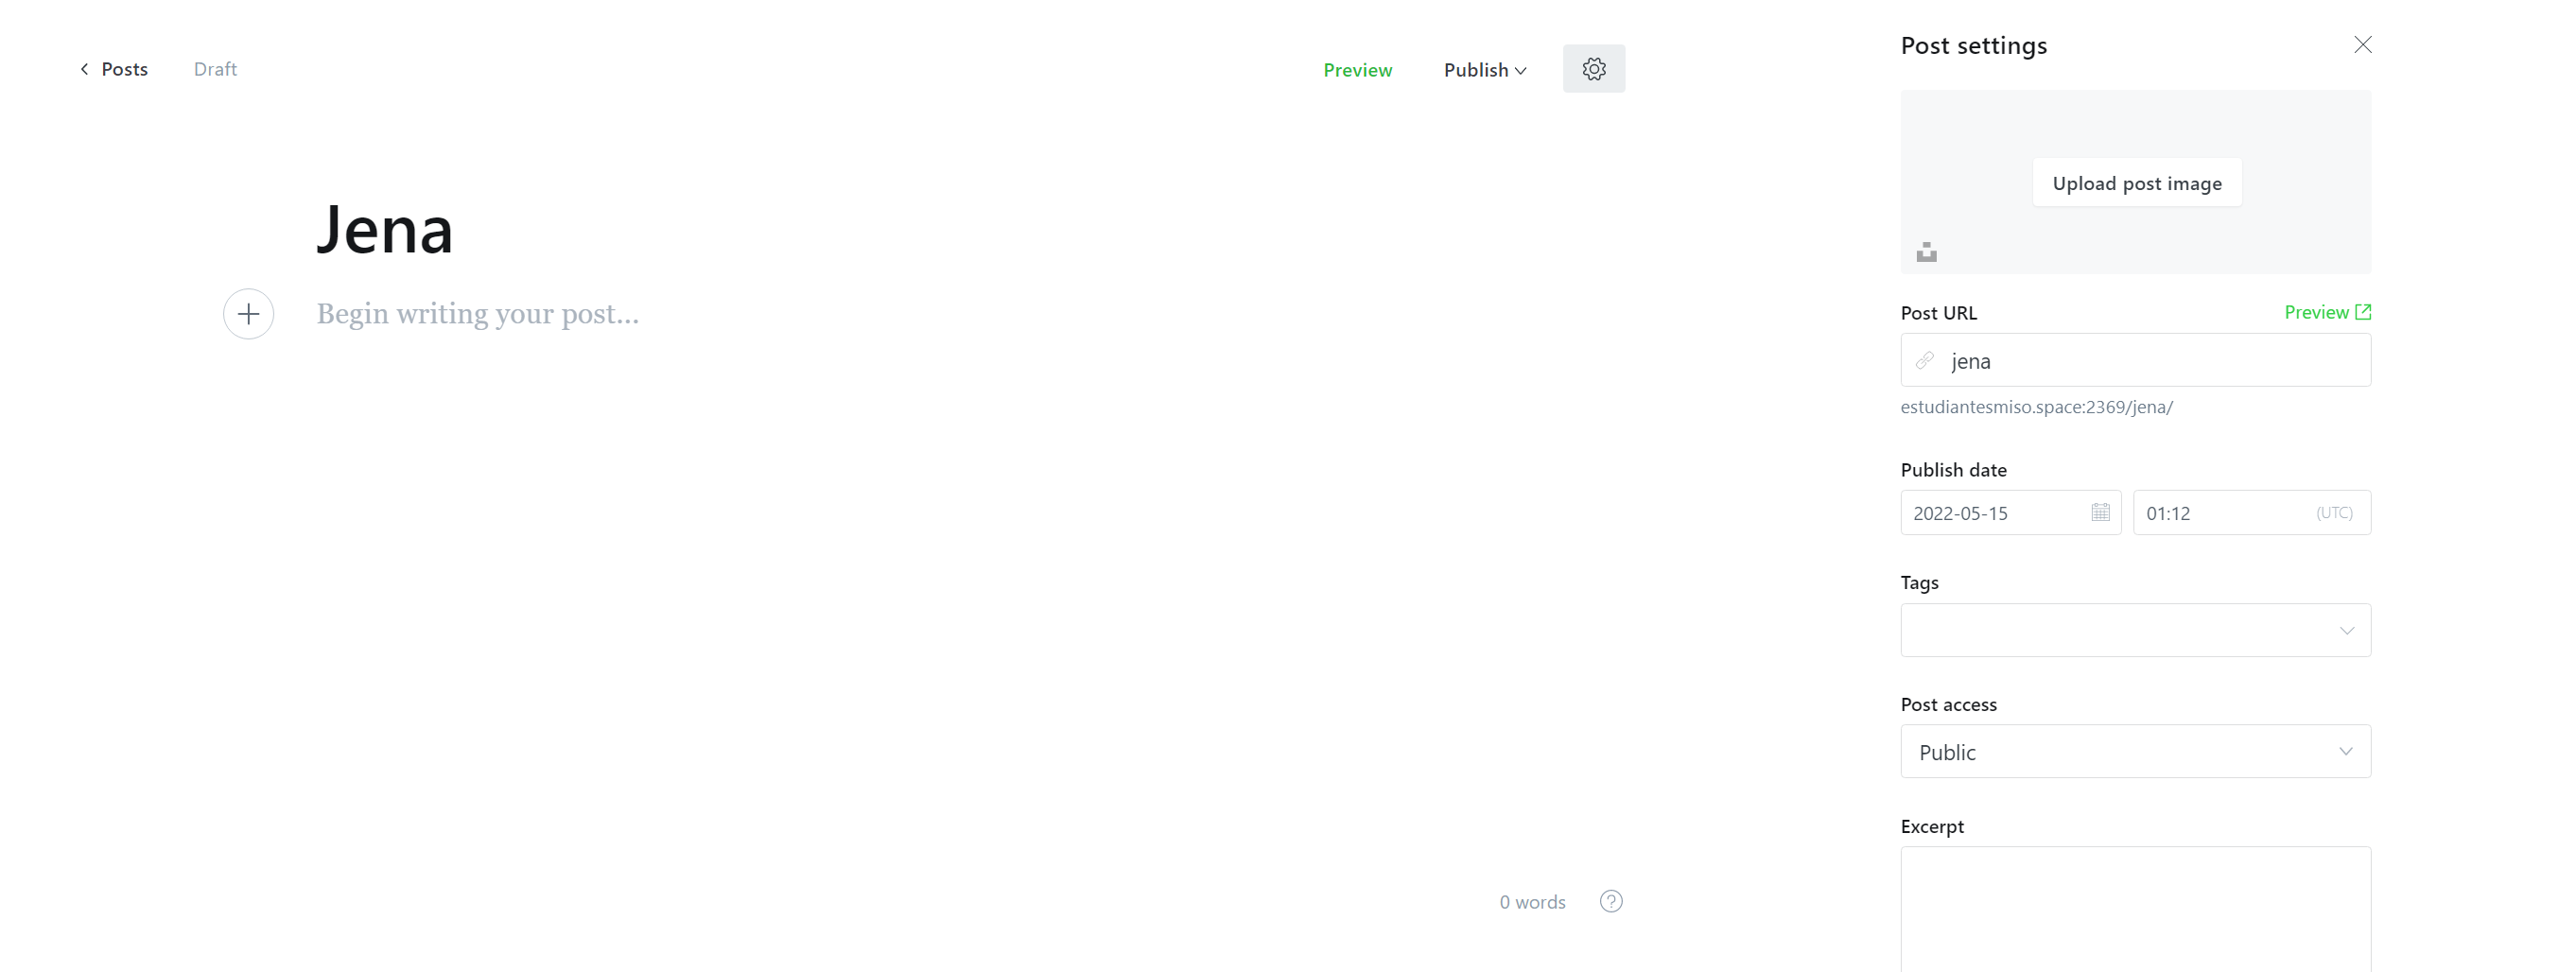 Posts Draft Preview Publish
Jena
Begin writing your post...
0 words
Post settings
Upload post image
Post URL Preview
jena
estudiantesmiso.space:2369/jena/
Publish date
2022-05-15 01:12 (UTC)
Tags
Post access
Public
Excerpt